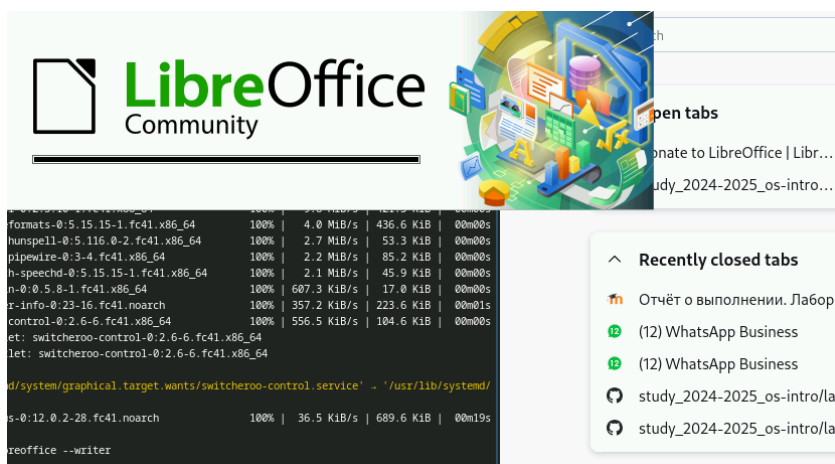 LibreOffice
Community
pen tabs
onate to LibreOffice | Libr…
udy_2024-2025_os-intro…
Recently closed tabs
Отчёт о выполнении. Лабор
(12) WhatsApp Business
(12) WhatsApp Business
study_2024-2025_os-intro/la
study_2024-2025_os-intro/la
formats-0:5.15.15-1.fc41.x86_64 100% | 4.0 MiB/s | 436.6 KiB | 00m00s
hunspell-0:5.116.0-2.fc41.x86_64 100% | 2.7 MiB/s | 53.3 KiB | 00m00s
pipewire-0:3-4.fc41.x86_64 100% | 2.2 MiB/s | 85.2 KiB | 00m00s
h-speechd-0:5.15.15-1.fc41.x86_64 100% | 2.1 MiB/s | 45.9 KiB | 00m00s
n-0:0.5.8-1.fc41.x86_64 100% | 607.3 KiB/s | 17.0 KiB | 00m00s
r-info-0:23-16.fc41.noarch 100% | 357.2 KiB/s | 223.6 KiB | 00m01s
control-0:2.6-6.fc41.x86_64 100% | 556.5 KiB/s | 104.6 KiB | 00m00s
et: switcheroo-control-0:2.6-6.fc41.x86_64
let: switcheroo-control-0:2.6-6.fc41.x86_64
d/system/graphical.target.wants/switcheroo-control.service' → '/usr/lib/systemd/
s-0:12.0.2-28.fc41.noarch 100% | 36.5 KiB/s | 689.6 KiB | 00m19s
reoffice --writer